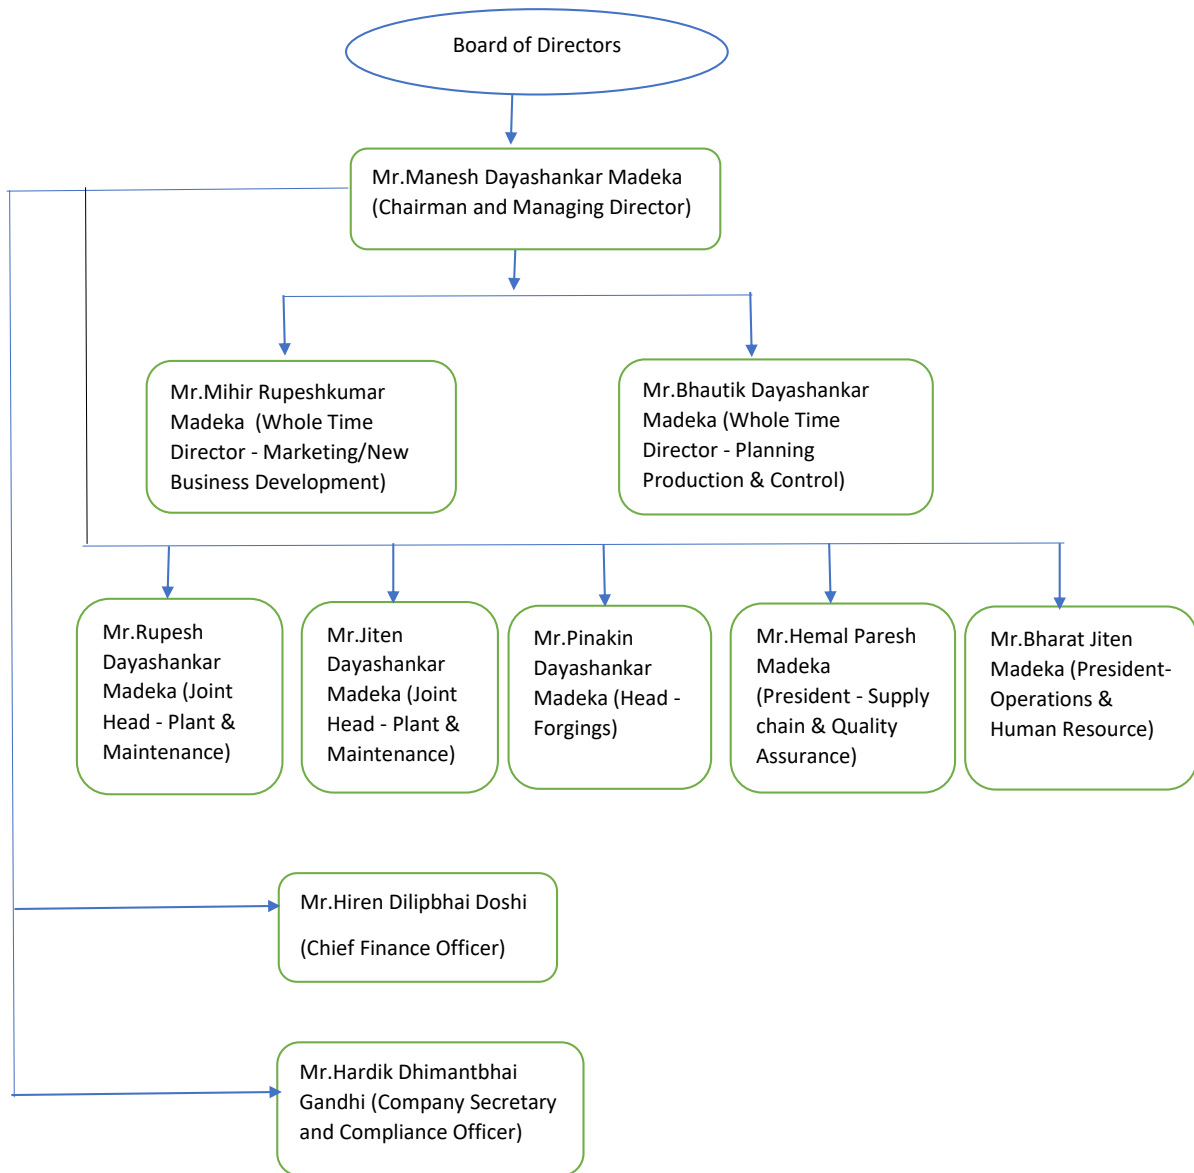 Board of Directors
Mr.Manesh Dayashankar Madeka
(Chairman and Managing Director)
Mr.Mihir Rupeshkumar
Madeka  (Whole Time
Director - Marketing/New
Business Development)
Mr.Bhautik Dayashankar
Madeka (Whole Time
Director - Planning
Production & Control)
Mr.Rupesh
Dayashankar
Madeka (Joint
Head - Plant &
Maintenance)
Mr.Jiten
Dayashankar
Madeka (Joint
Head - Plant &
Maintenance)
Mr.Pinakin
Dayashankar
Madeka (Head -
Forgings)
Mr.Hemal Paresh
Madeka
(President - Supply
chain & Quality
Assurance)
Mr.Bharat Jiten
Madeka (President-
Operations &
Human Resource)
Mr.Hiren Dilipbhai Doshi
(Chief Finance Officer)
Mr.Hardik Dhimantbhai
Gandhi (Company Secretary
and Compliance Officer)